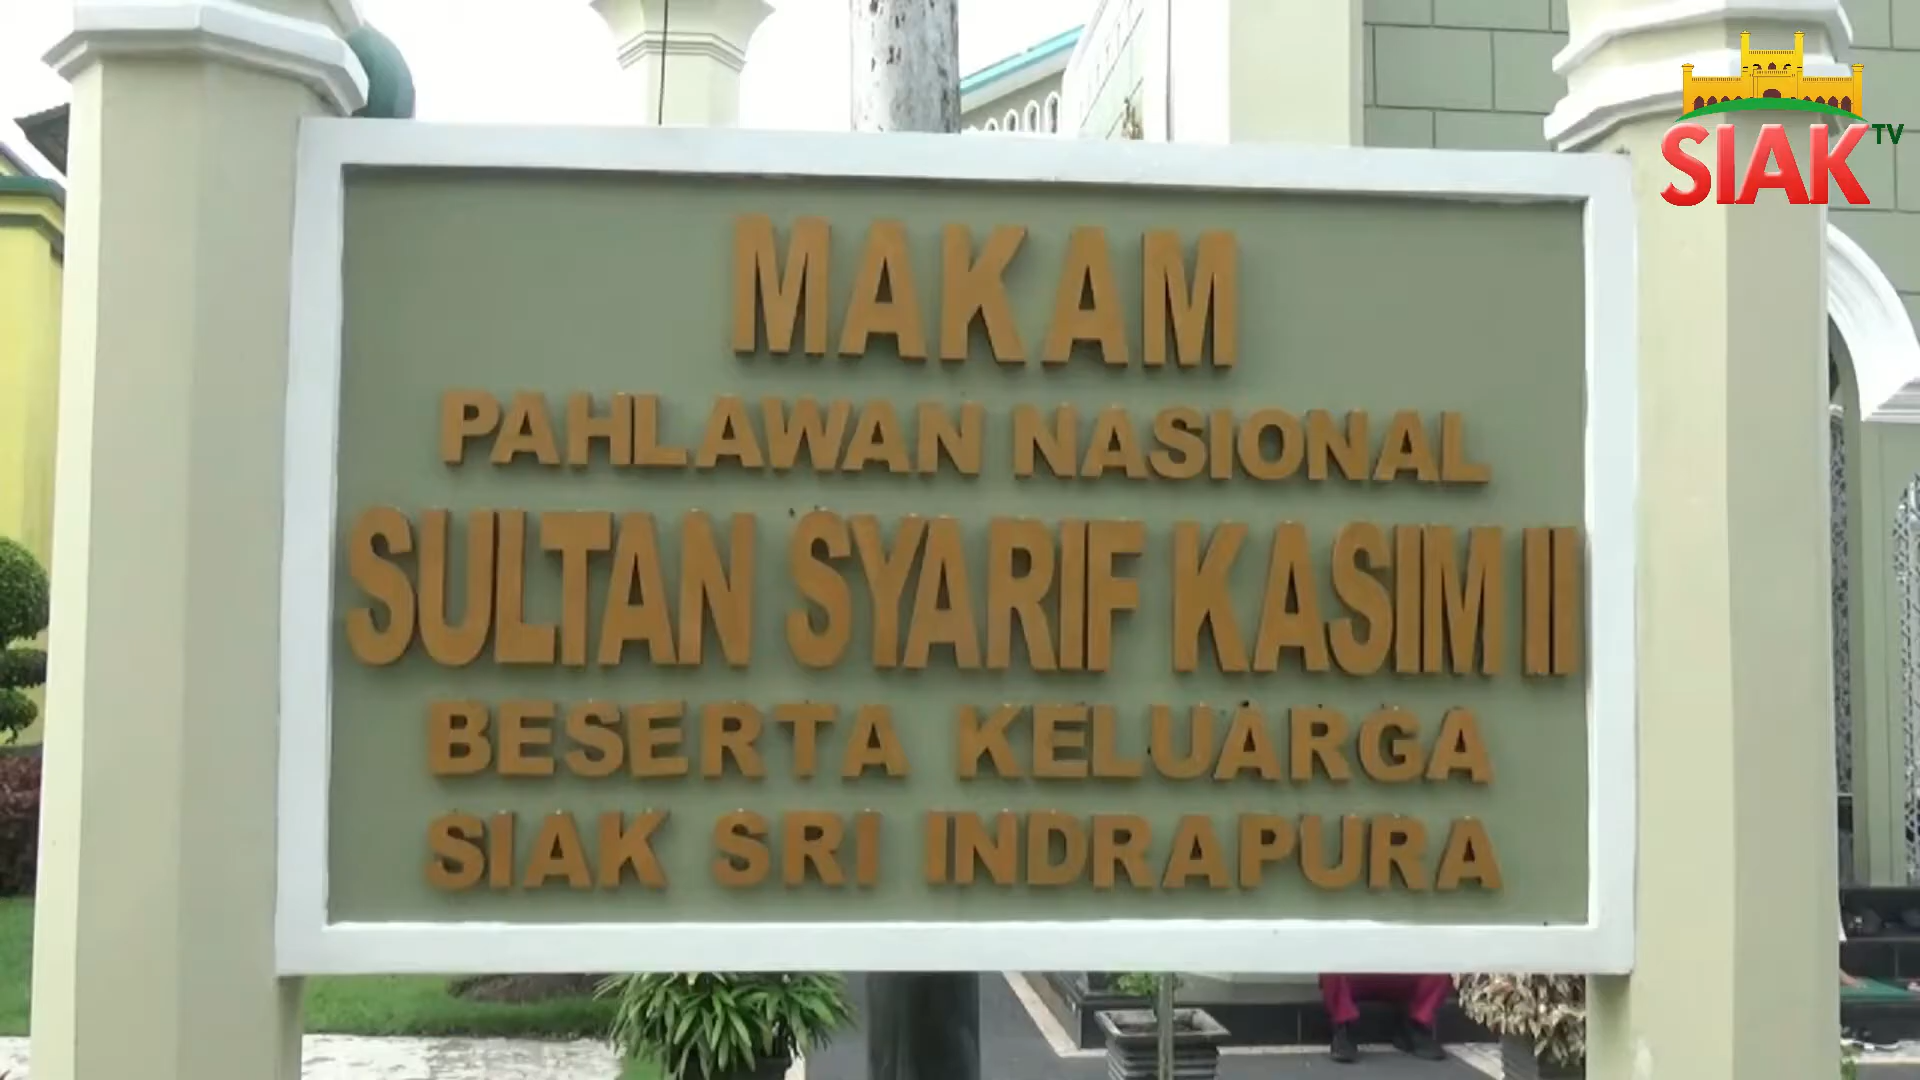 MAKAM
PAHLAWAN NASIONAL
SULTAN SYARIF KASIM II
BESERTA KELUARGA
SIAK SRI INDRAPURA
SIAK TV